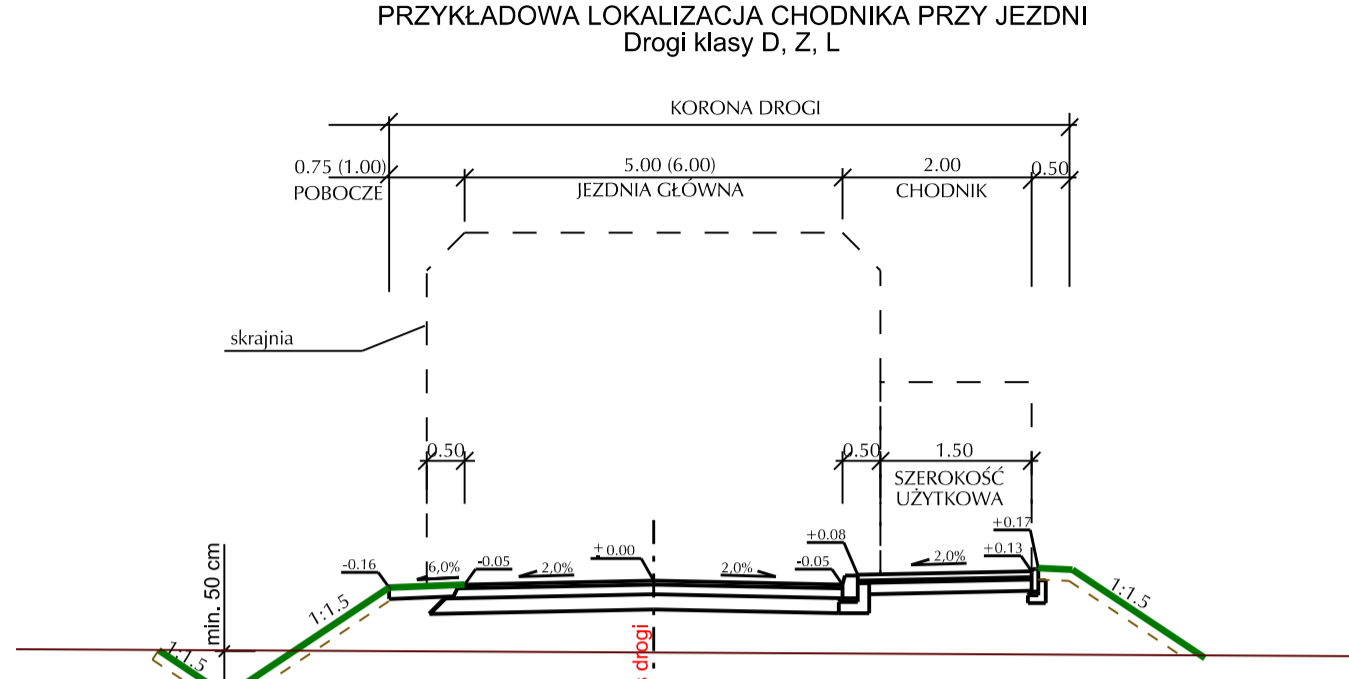 PRZYKŁADOWA LOKALIZACJA CHODNIKA PRZY JEZDNI
Drogi klasy D, Z, L
KORONA DROGI
0.75 (1.00) 5.00 (6.00) 2.00 0.50
POBOCZE JEZDNIA GŁÓWNA CHODNIK
skrajnia
0.50 0.50 1.50
SZEROKOŚĆ
UŻYTKOWA
+0.17
+0.08
±0.00 +0.13
-0.16 6,0% -0.05 2,0% 2,0% -0.05 2,0%
min. 50 cm
1:1.5 1:1.5
1:1.5
drogi